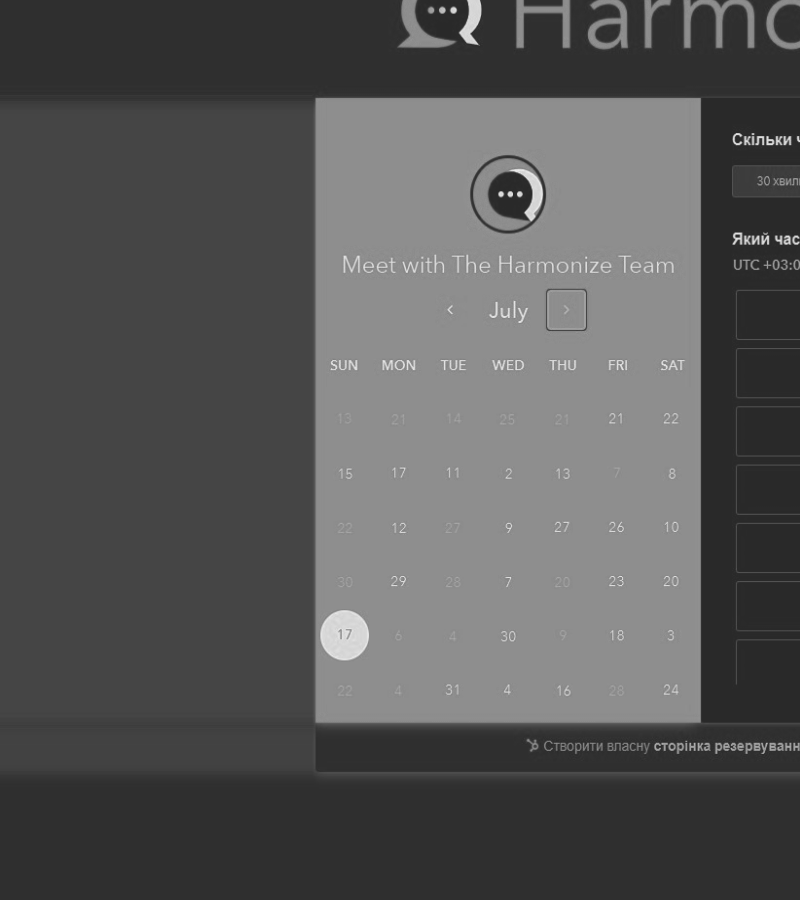 Harmo
Meet with The Harmonize Team
‹ July ›
SUN MON TUE WED THU FRI SAT
13 21 14 25 21 21 22
15 17 11 2 13 7 8
22 12 27 9 27 26 10
30 29 28 7 20 23 20
17 6 4 30 9 18 3
22 4 31 4 16 28 24
Скільки ч
30 хвил
Який час
UTC +03:0
Створити власну сторінка резервуванн